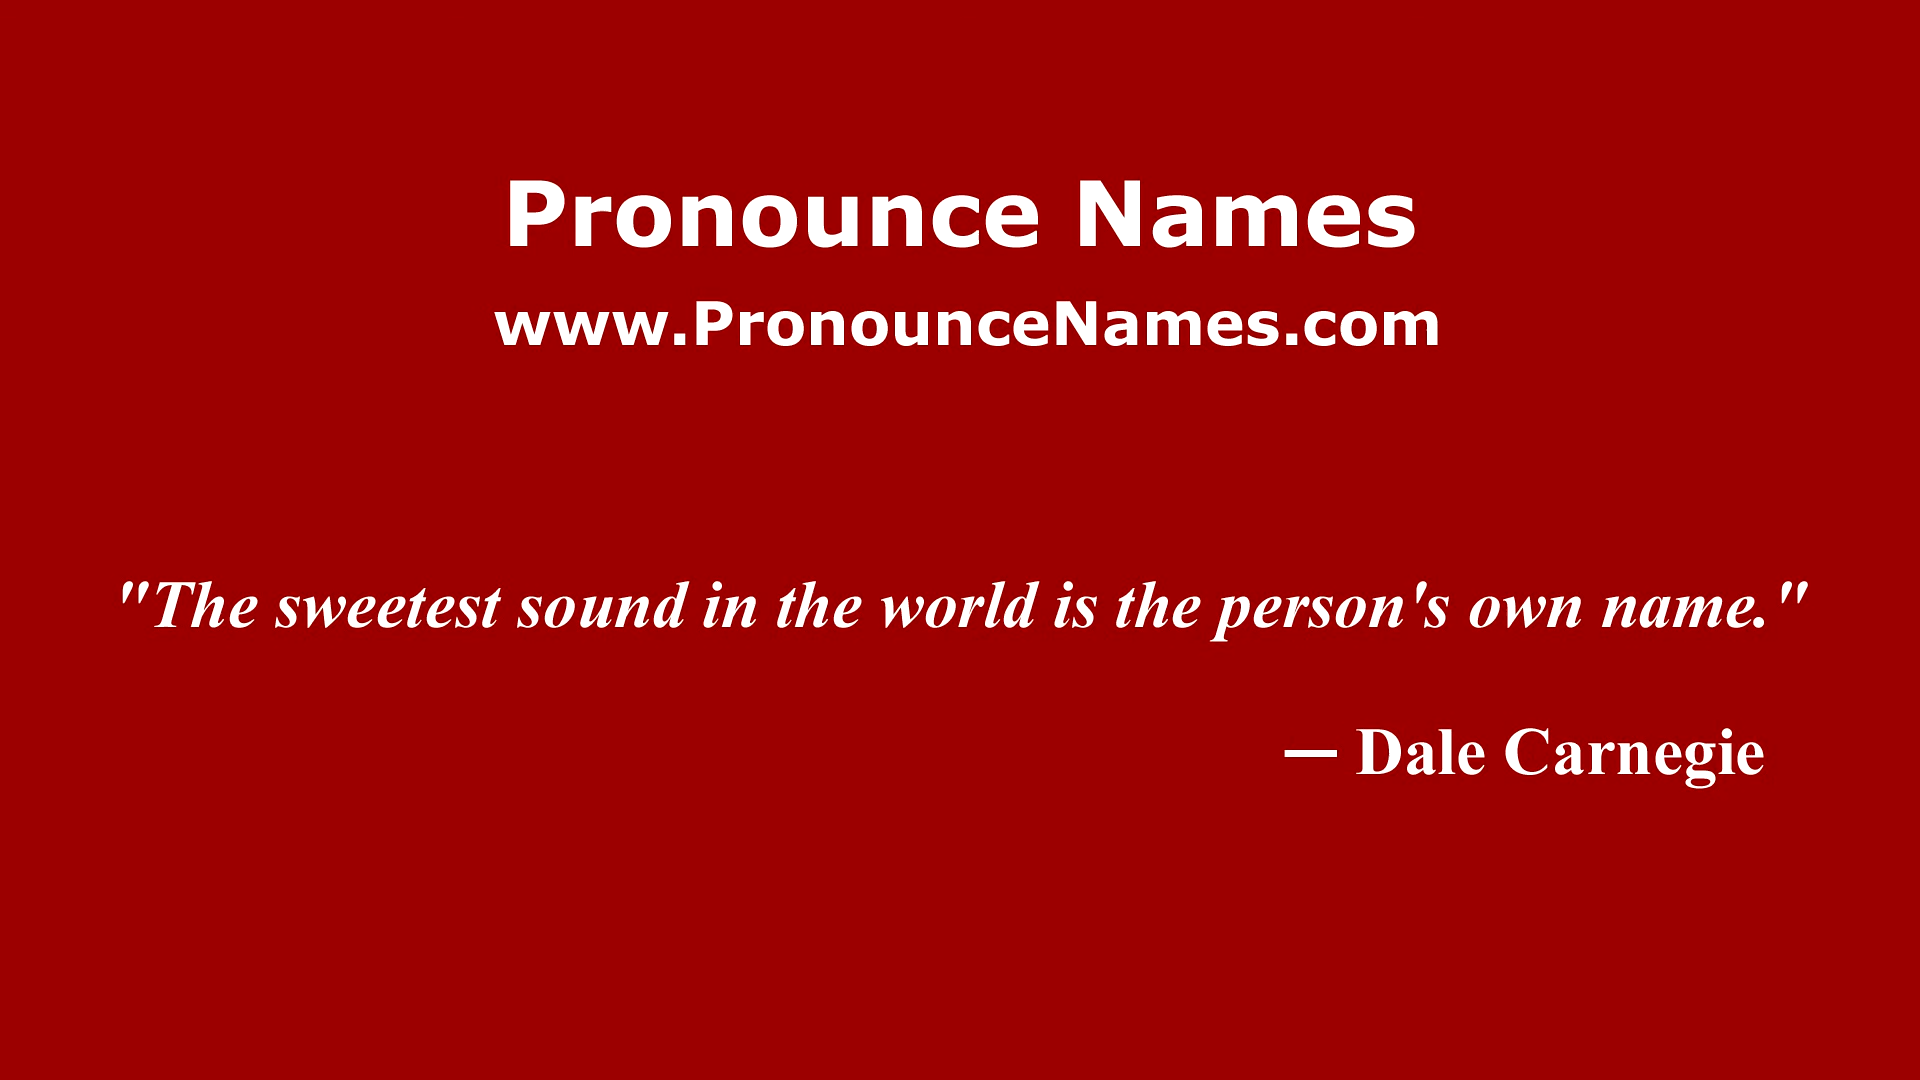 Pronounce Names
www.PronounceNames.com
"The sweetest sound in the world is the person's own name."
— Dale Carnegie